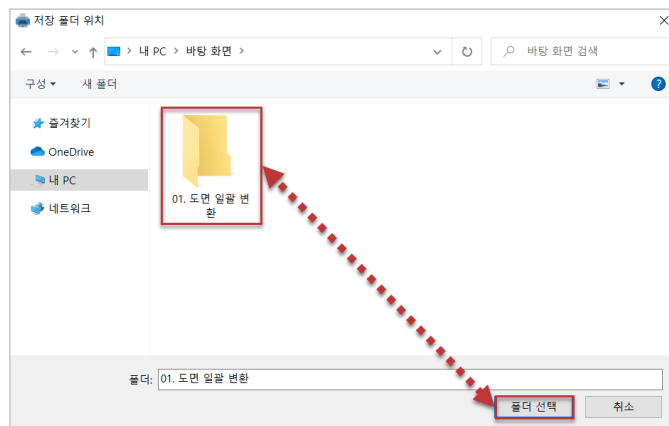 저장 폴더 위치
내 PC > 바탕 화면 >
바탕 화면 검색
구성
새 폴더
즐겨찾기
OneDrive
내 PC
네트워크
01. 도면 일괄 변
환
폴더: 01. 도면 일괄 변환
폴더 선택
취소